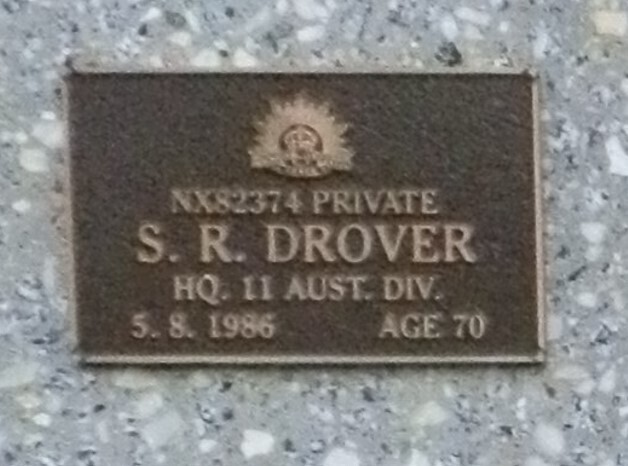 NX82374 PRIVATE
S. R. DROVER
HQ. 11 AUST. DIV.
5. 8. 1986 AGE 70